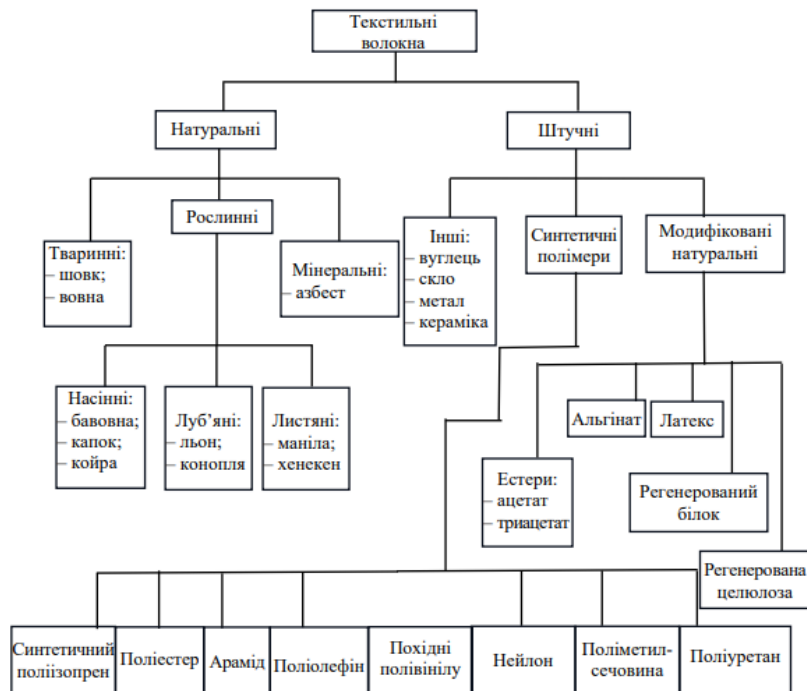 Текстильні
волокна
Натуральні
Штучні
Тваринні:
– шовк;
– вовна
Рослинні
Мінеральні:
– азбест
Інші:
– вуглець
– скло
– метал
– кераміка
Синтетичні
полімери
Модифіковані
натуральні
Насінні:
– бавовна;
– капок;
– койра
Луб’яні:
– льон;
– конопля
Листяні:
– маніла;
– хенекен
Естери:
– ацетат
– триацетат
Альгінат
Латекс
Регенерований
білок
Регенерована
целюлоза
Синтетичний
поліізопрен
Поліестер
Арамід
Поліолефін
Похідні
полівінілу
Нейлон
Поліметил-
сечовина
Поліуретан